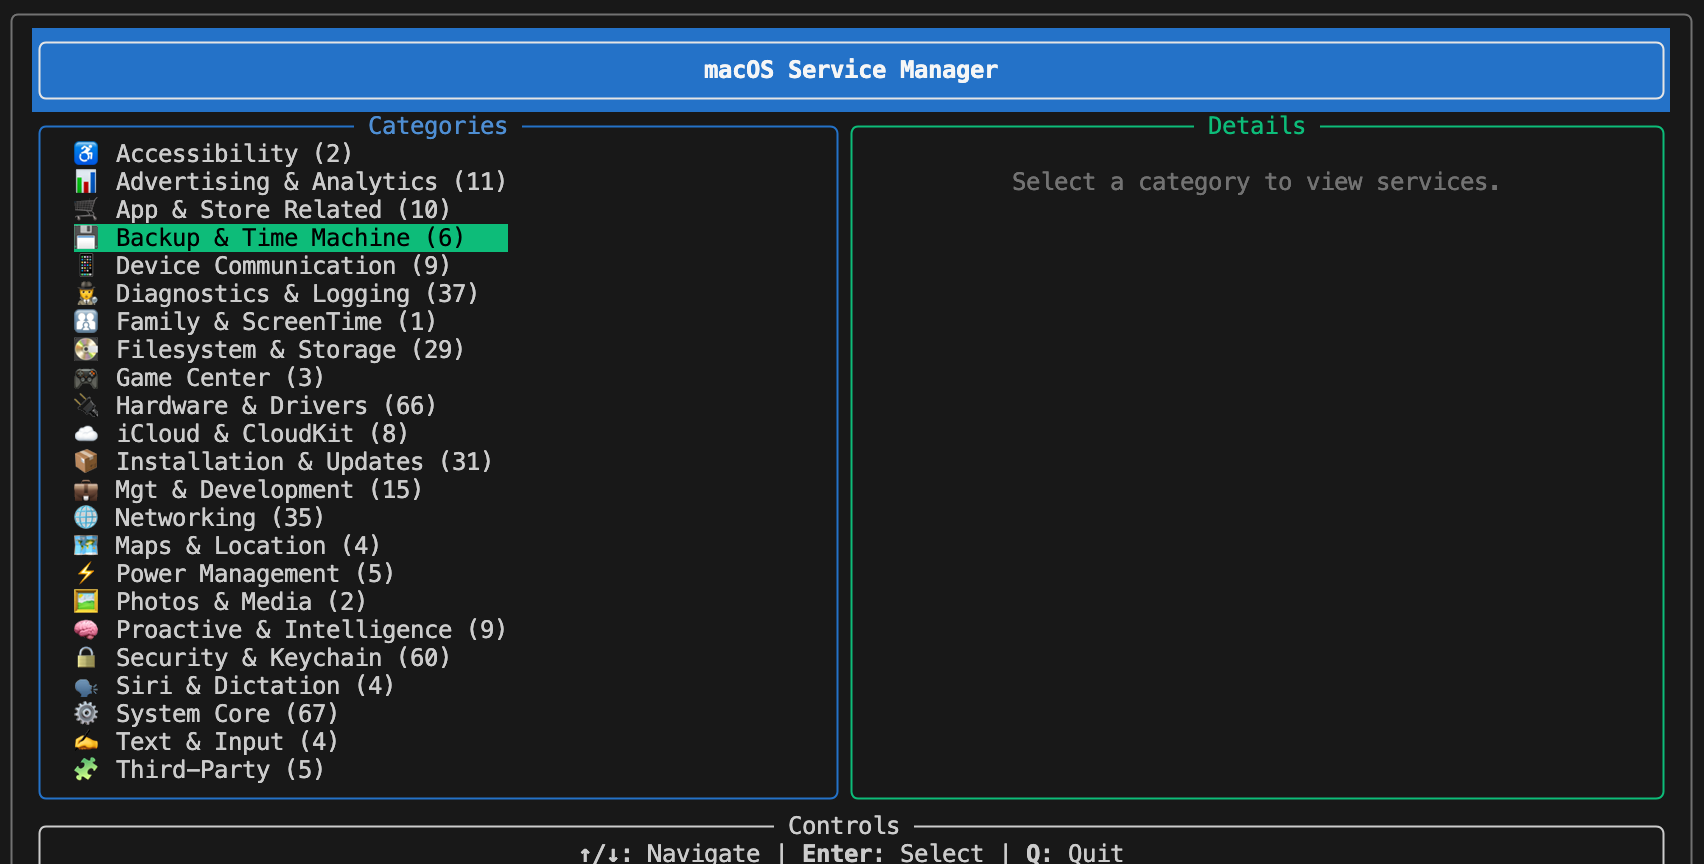 macOS Service Manager
Categories
Accessibility (2)
Advertising & Analytics (11)
App & Store Related (10)
Backup & Time Machine (6)
Device Communication (9)
Diagnostics & Logging (37)
Family & ScreenTime (1)
Filesystem & Storage (29)
Game Center (3)
Hardware & Drivers (66)
iCloud & CloudKit (8)
Installation & Updates (31)
Mgt & Development (15)
Networking (35)
Maps & Location (4)
Power Management (5)
Photos & Media (2)
Proactive & Intelligence (9)
Security & Keychain (60)
Siri & Dictation (4)
System Core (67)
Text & Input (4)
Third-Party (5)
Details
Select a category to view services.
Controls
↑/↓: Navigate | Enter: Select | Q: Quit